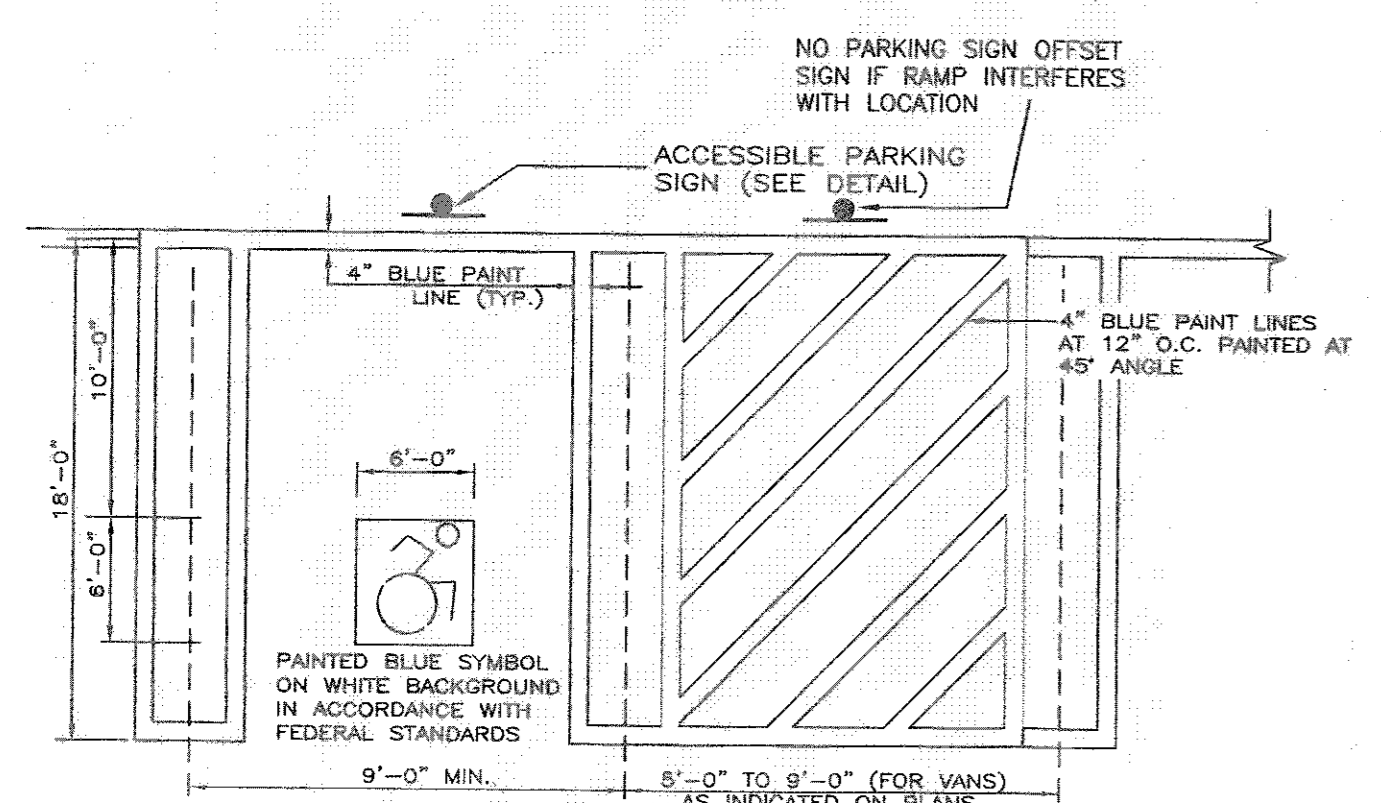 NO PARKING SIGN OFFSET
SIGN IF RAMP INTERFERES
WITH LOCATION
ACCESSIBLE PARKING
SIGN (SEE DETAIL)
4" BLUE PAINT
LINE (TYP.)
4" BLUE PAINT LINES
AT 12" O.C. PAINTED AT
45° ANGLE
10'-0"
18'-0"
6'-0"
6'-0"
PAINTED BLUE SYMBOL
ON WHITE BACKGROUND
IN ACCORDANCE WITH
FEDERAL STANDARDS
9'-0" MIN.
8'-0" TO 9'-0" (FOR VANS)
AS INDICATED ON PLANS